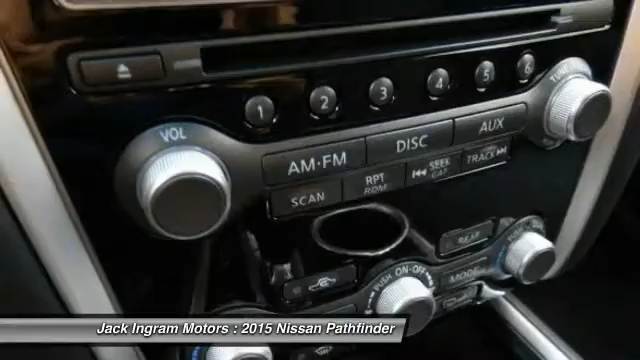 1 2 3 4 5 6
VOL
TUNE
AM·FM DISC AUX
SCAN RPT RDM SEEK CAT TRACK
REAR
PUSH ON·OFF
MODE
Jack Ingram Motors : 2015 Nissan Pathfinder